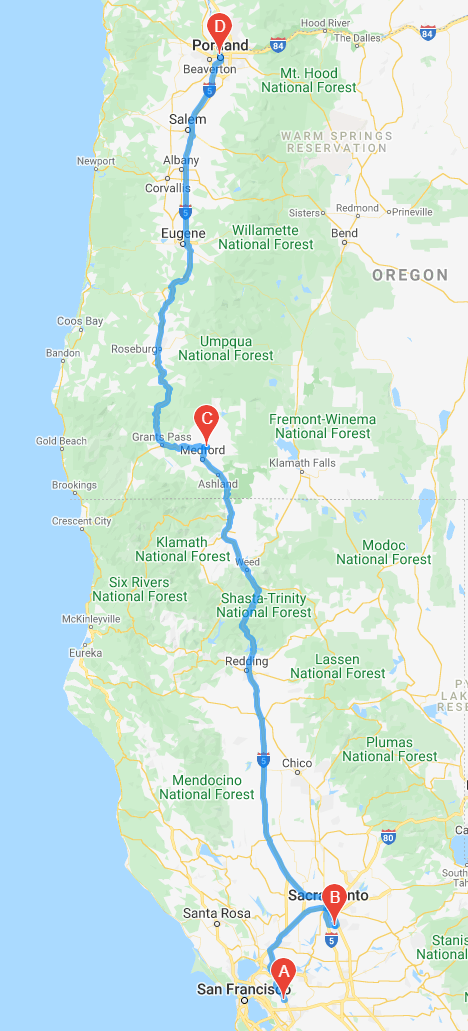 Hood River
D
Portland
84
The Dalles
84
Beaverton
Mt. Hood
National Forest
5
Salem
WARM SPRINGS
RESERVATION
Newport
Albany
Corvallis
5
Sisters
Redmond
Prineville
Eugene
Willamette
National Forest
Bend
OREGON
Coos Bay
Roseburg
Umpqua
National Forest
Bandon
C
Fremont-Winema
National Forest
Gold Beach
Grants Pass
Medford
Klamath Falls
Brookings
Ashland
Crescent City
Klamath
National Forest
Modoc
National Forest
Weed
Six Rivers
National Forest
Shasta-Trinity
National Forest
McKinleyville
Eureka
Redding
Lassen
National Forest
PY
LAK
RESE
Plumas
National Forest
5
Chico
Mendocino
National Forest
80
Ca
South
Tah
Sacramento
B
Santa Rosa
5
Stanis
National
A
San Francisco